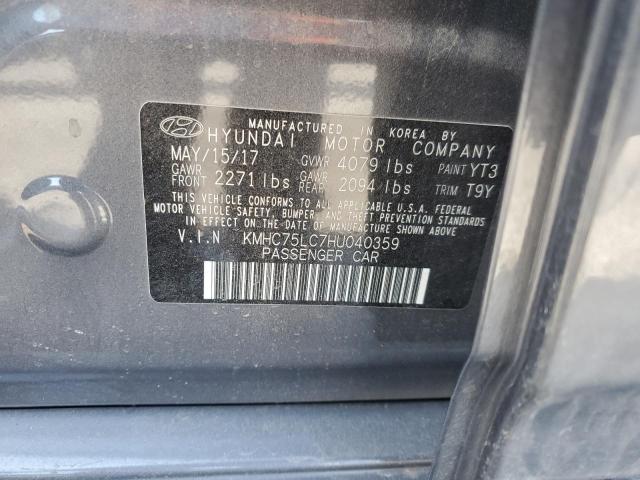 MANUFACTURED IN KOREA BY
HYUNDAI MOTOR COMPANY
MAY/15/17 GVWR 4079 lbs PAINT YT3
GAWR FRONT 2271 lbs GAWR REAR 2094 lbs TRIM T9Y
THIS VEHICLE CONFORMS TO ALL APPLICABLE U.S.A. FEDERAL
MOTOR VEHICLE SAFETY, BUMPER, AND THEFT PREVENTION STANDARDS
IN EFFECT ON THE DATE OF MANUFACTURE SHOWN ABOVE.
V.I.N KMHC75LC7HU040359
PASSENGER CAR